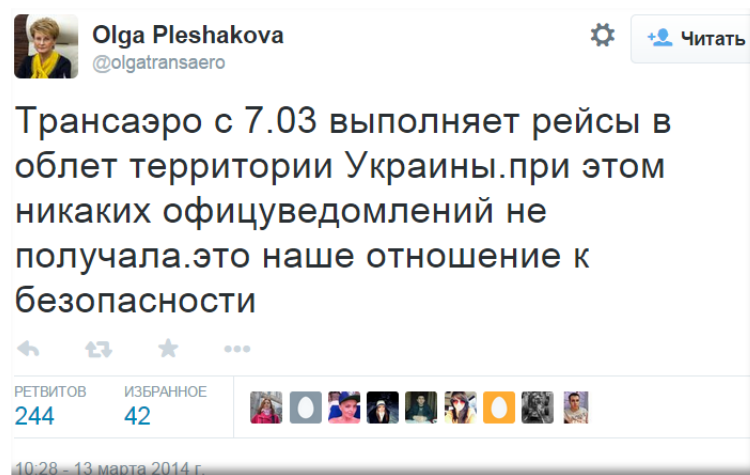 Olga Pleshakova
@olgatransaero
Читать
Трансаэро с 7.03 выполняет рейсы в
облет территории Украины.при этом
никаких офицуведомлений не
получала.это наше отношение к
безопасности
РЕТВИТОВ ИЗБРАННОЕ
244 42
10:28 - 13 марта 2014 г.